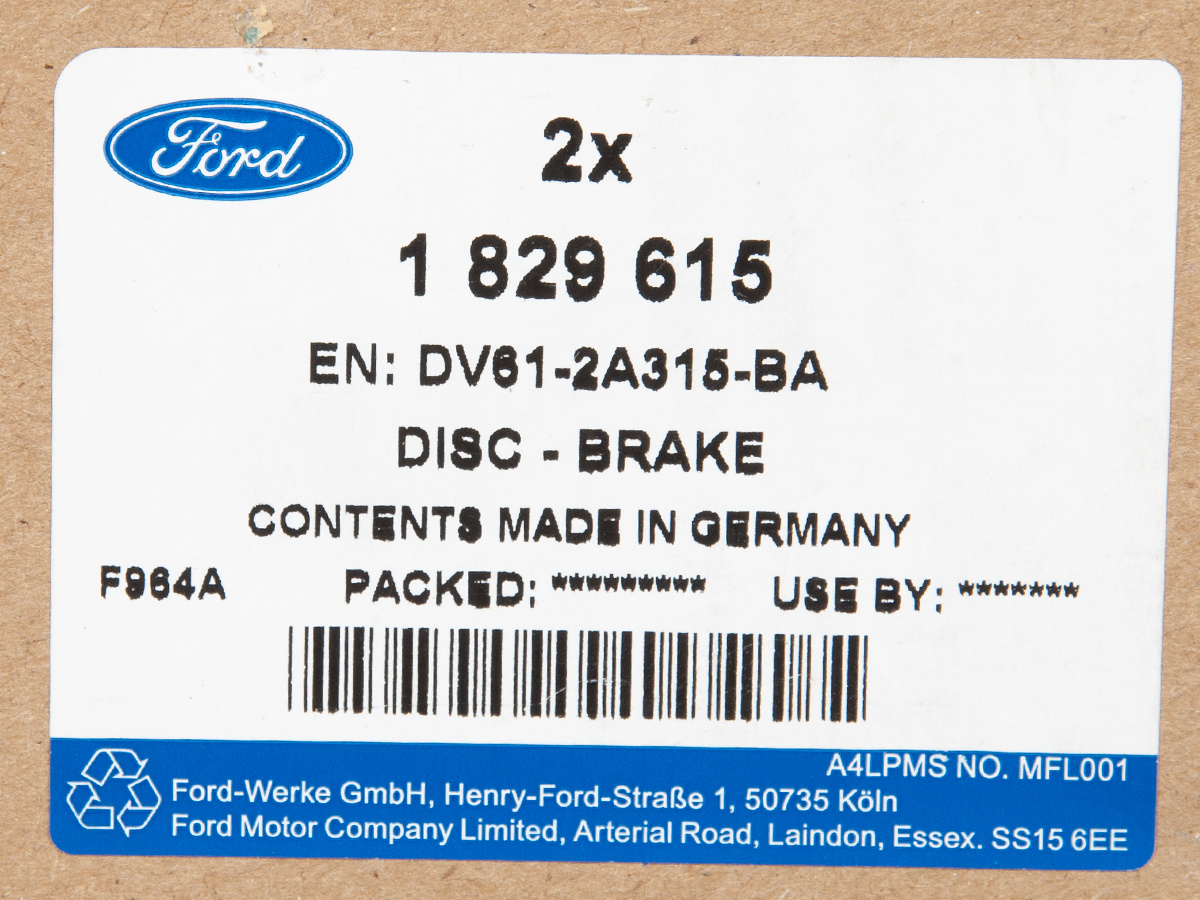 Ford
2x
1 829 615
EN: DV61-2A315-BA
DISC - BRAKE
CONTENTS MADE IN GERMANY
F964A PACKED: ********* USE BY: *******
A4LPMS NO. MFL001
Ford-Werke GmbH, Henry-Ford-Straße 1, 50735 Köln
Ford Motor Company Limited, Arterial Road, Laindon, Essex. SS15 6EE